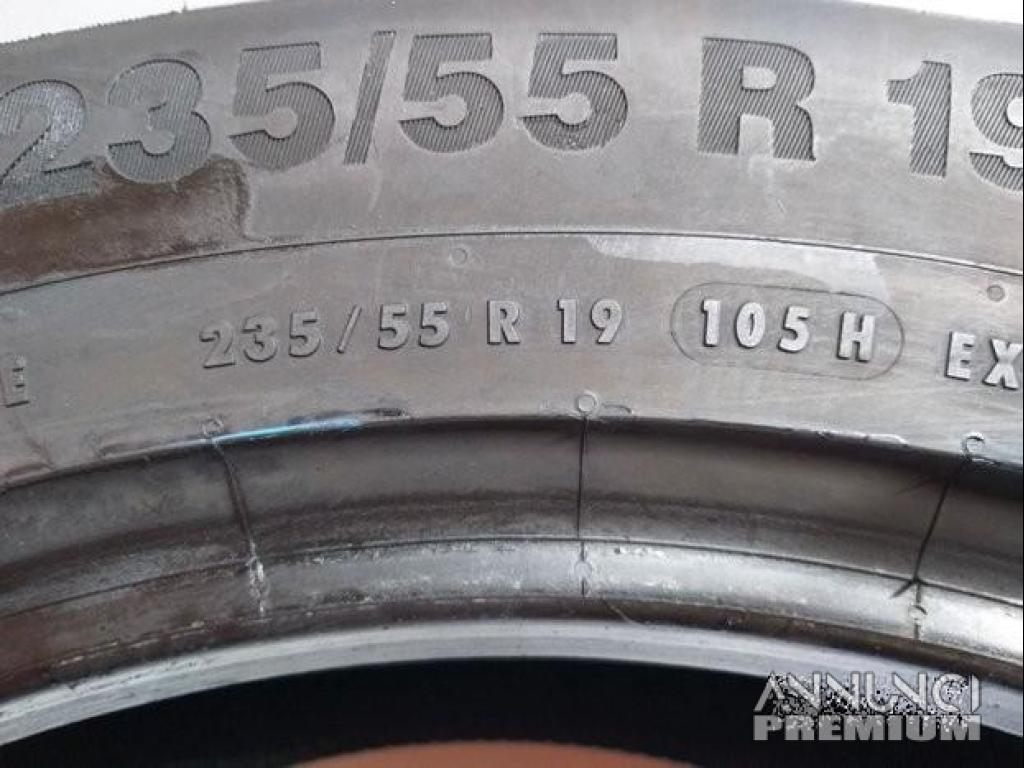 235/55 R 19
E 235/55 R 19 105 H EX
ANNUNCI
PREMIUM